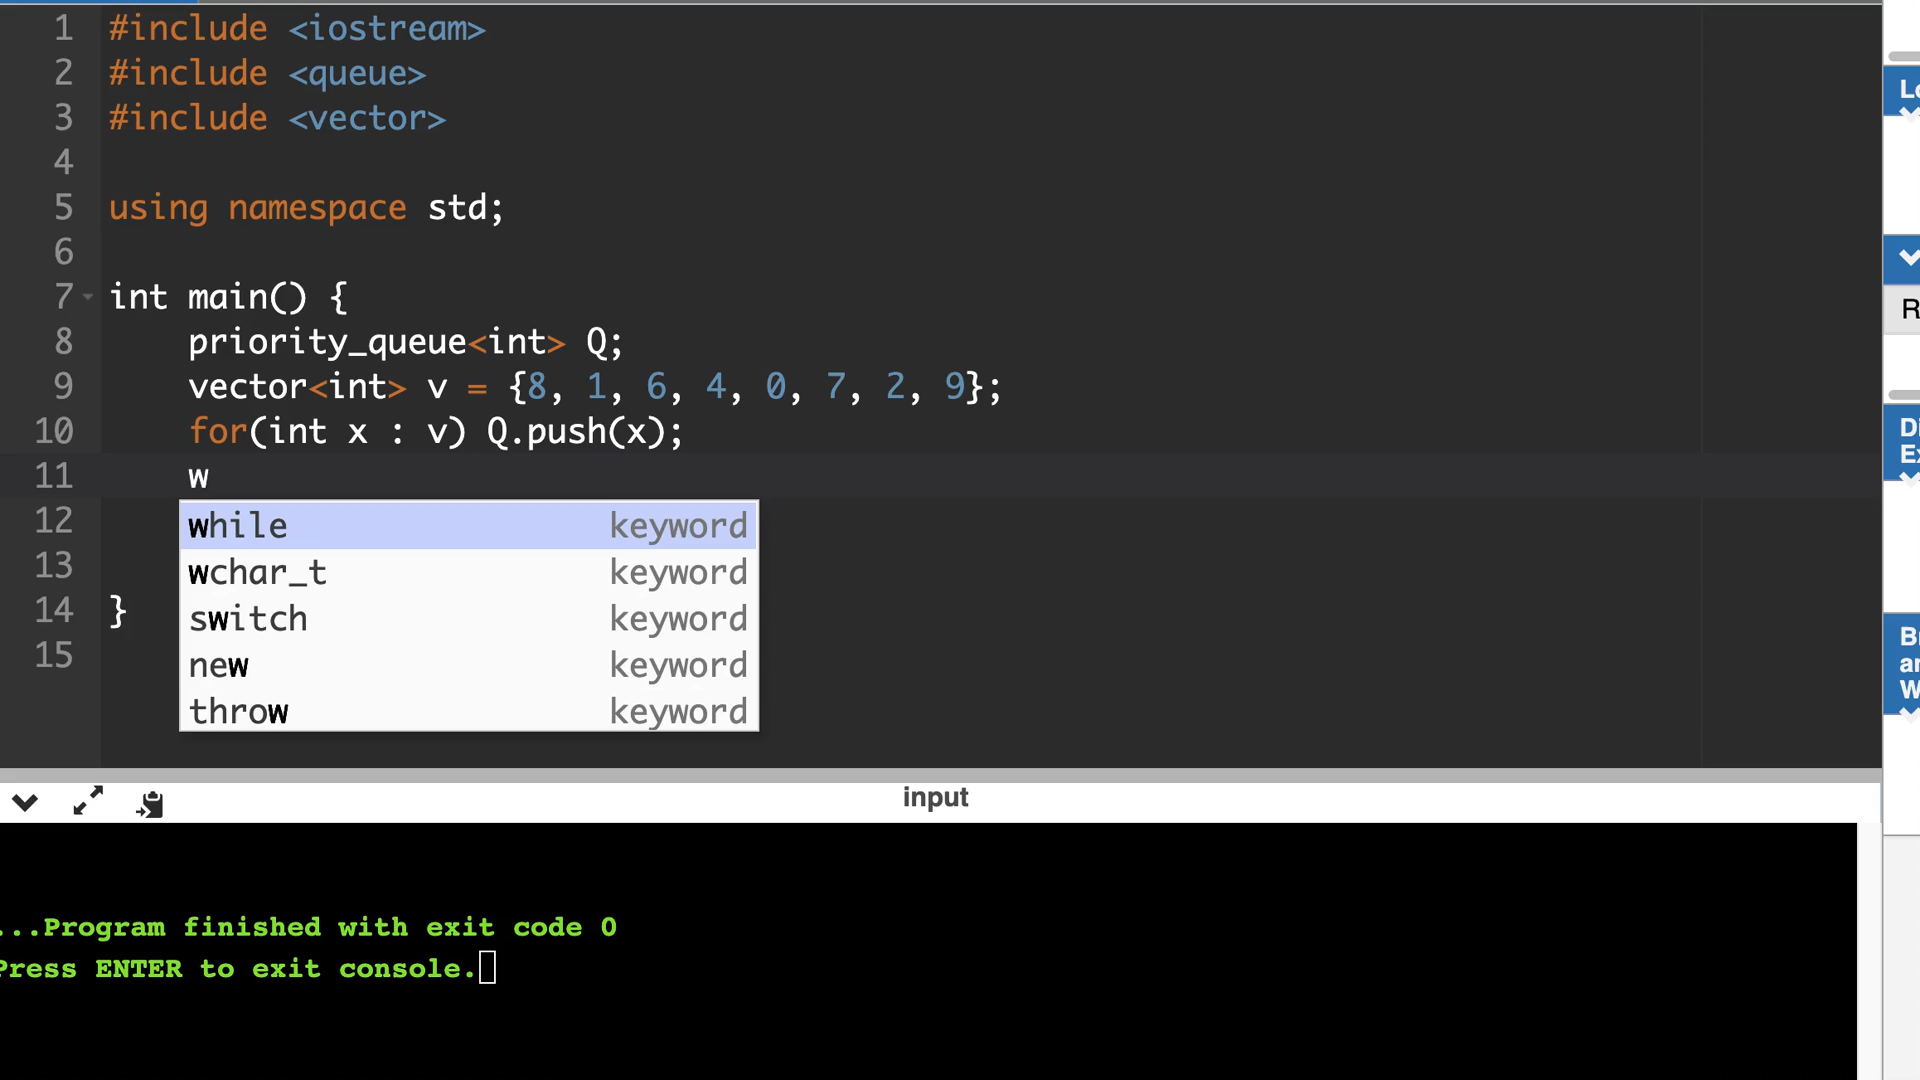 1 #include <iostream>
2 #include <queue>
3 #include <vector>
4
5 using namespace std;
6
7 int main() {
8 priority_queue<int> Q;
9 vector<int> v = {8, 1, 6, 4, 0, 7, 2, 9};
10 for(int x : v) Q.push(x);
11 w
12
13
14 }
15
while keyword
wchar_t keyword
switch keyword
new keyword
throw keyword
input
...Program finished with exit code 0
Press ENTER to exit console.